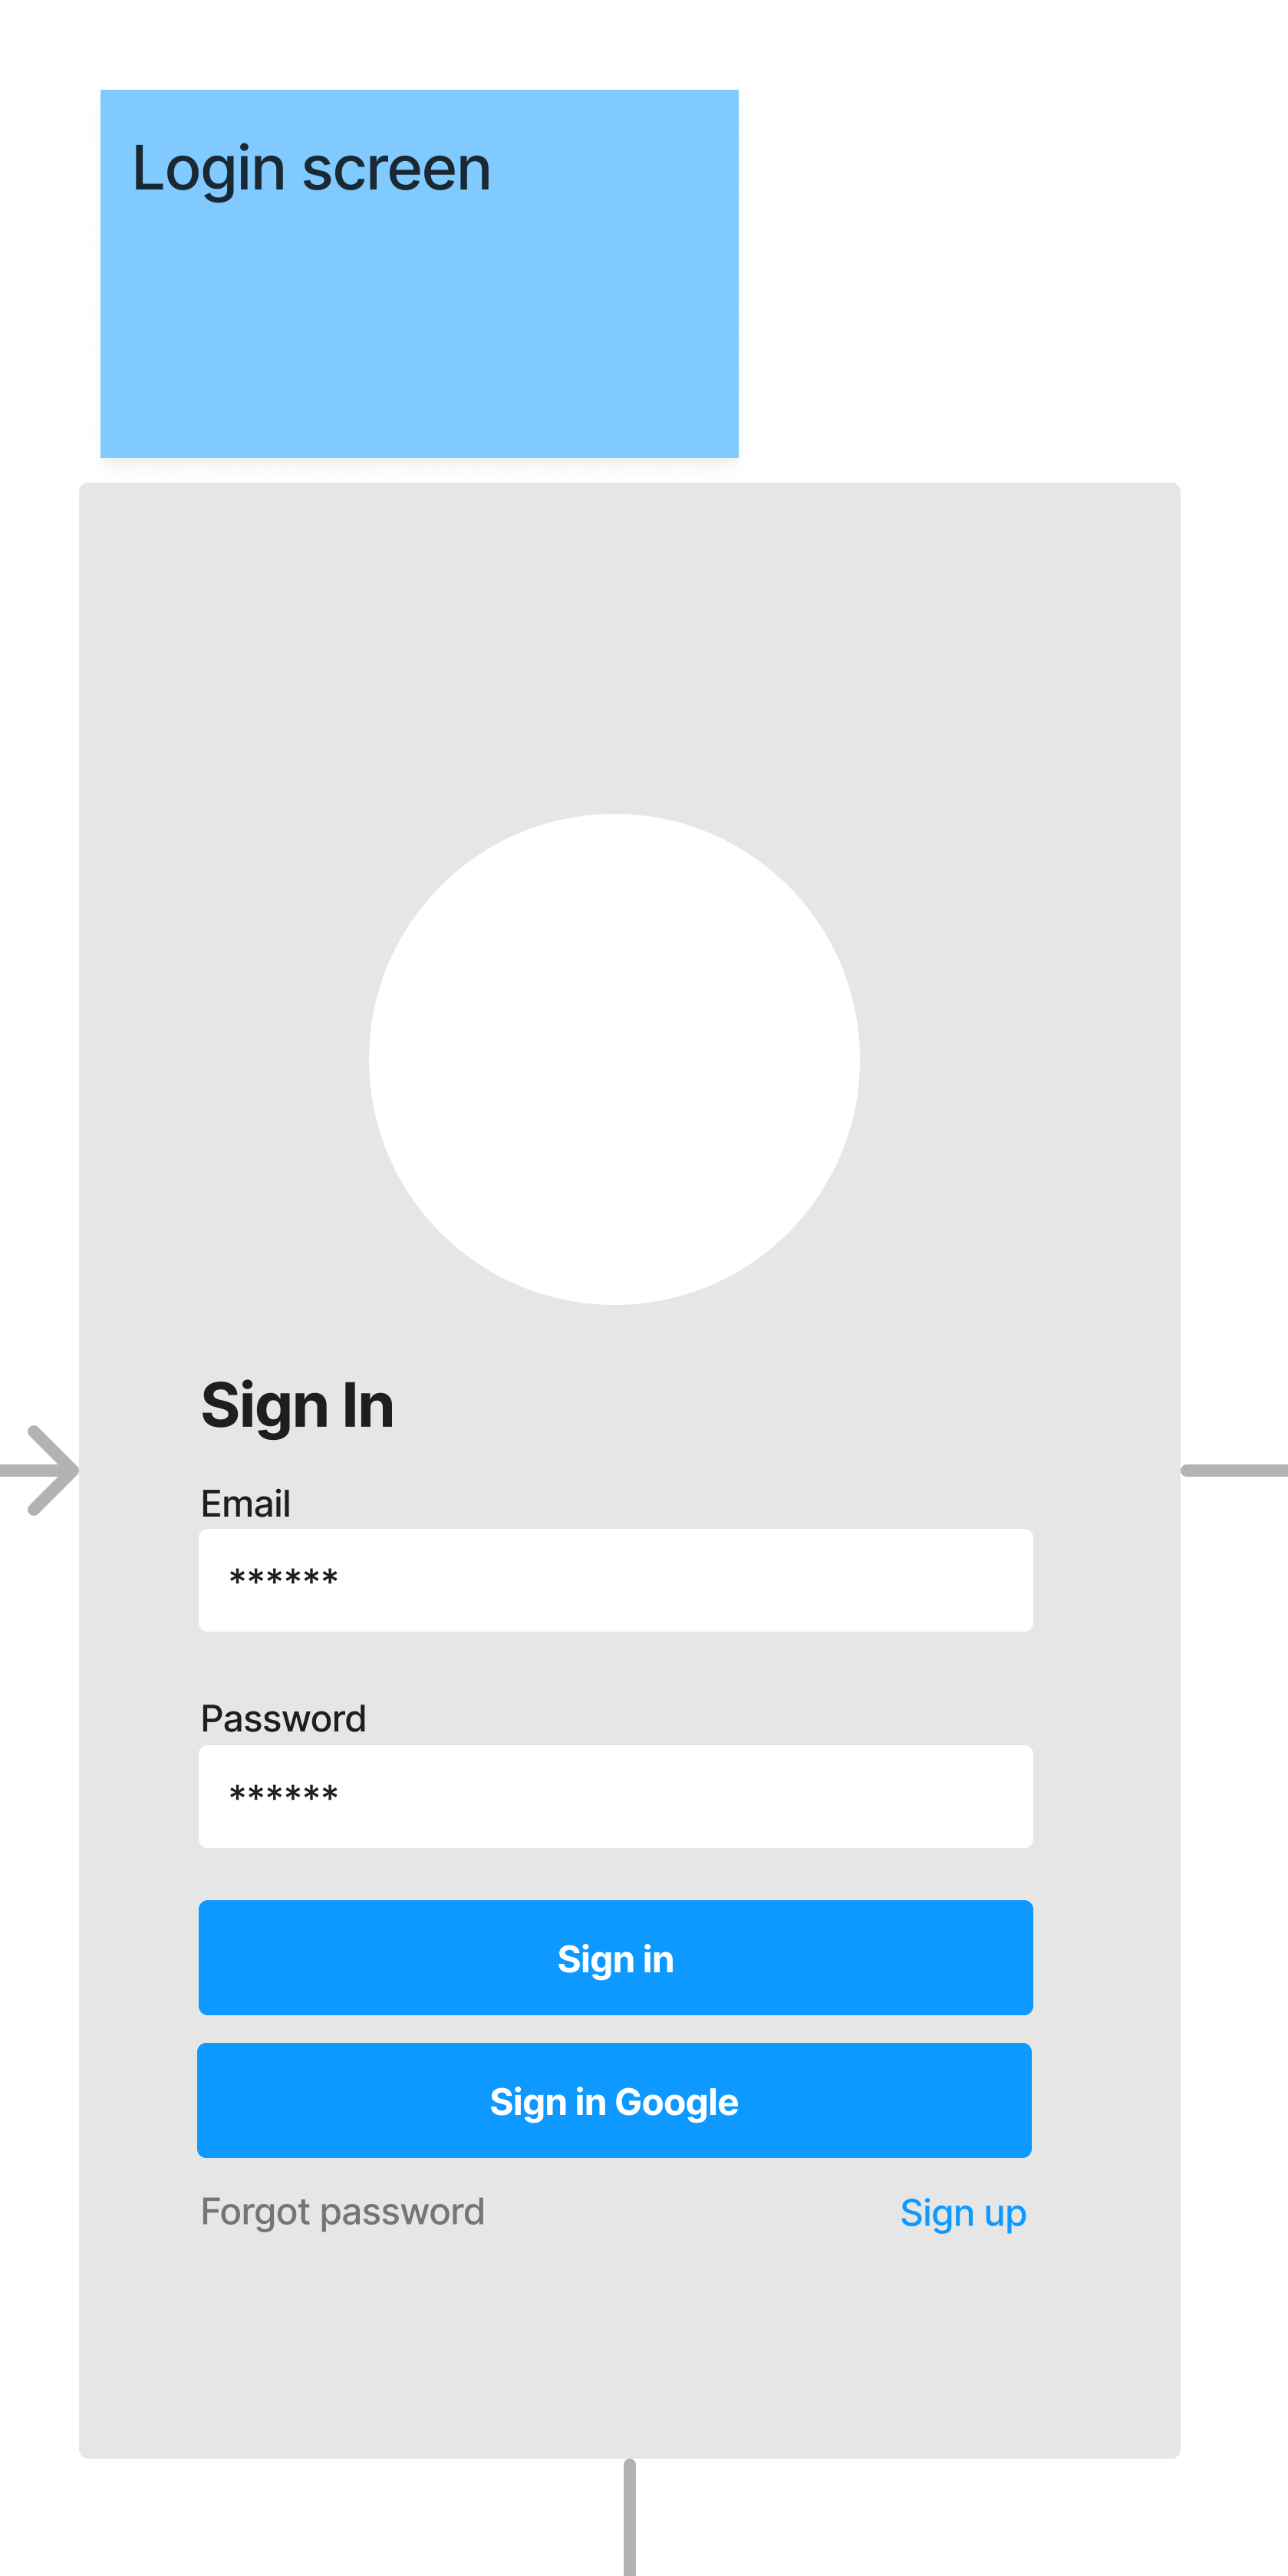 Login screen
Sign In
Email
******
Password
******
Sign in
Sign in Google
Forgot password
Sign up